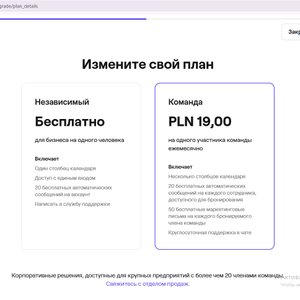 grade/plan_details
Закр
Измените свой план
Независимый
Бесплатно
для бизнеса на одного человека
Включает
Один столбец календаря
Доступ с единым входом
20 бесплатных автоматических
сообщений на аккаунт
Написать в службу поддержки
Команда
PLN 19,00
на одного участника команды
ежемесячно
Включает
Несколько столбцов календаря
20 бесплатных автоматических
сообщений на каждого сотрудника,
доступного для бронирования
50 бесплатных маркетинговых
письма на каждого бронируемого
члена команды
Круглосуточная поддержка в чате
Корпоративные решения, доступные для крупных предприятий с более чем 20 членами команды.
Свяжитесь с отделом продаж.